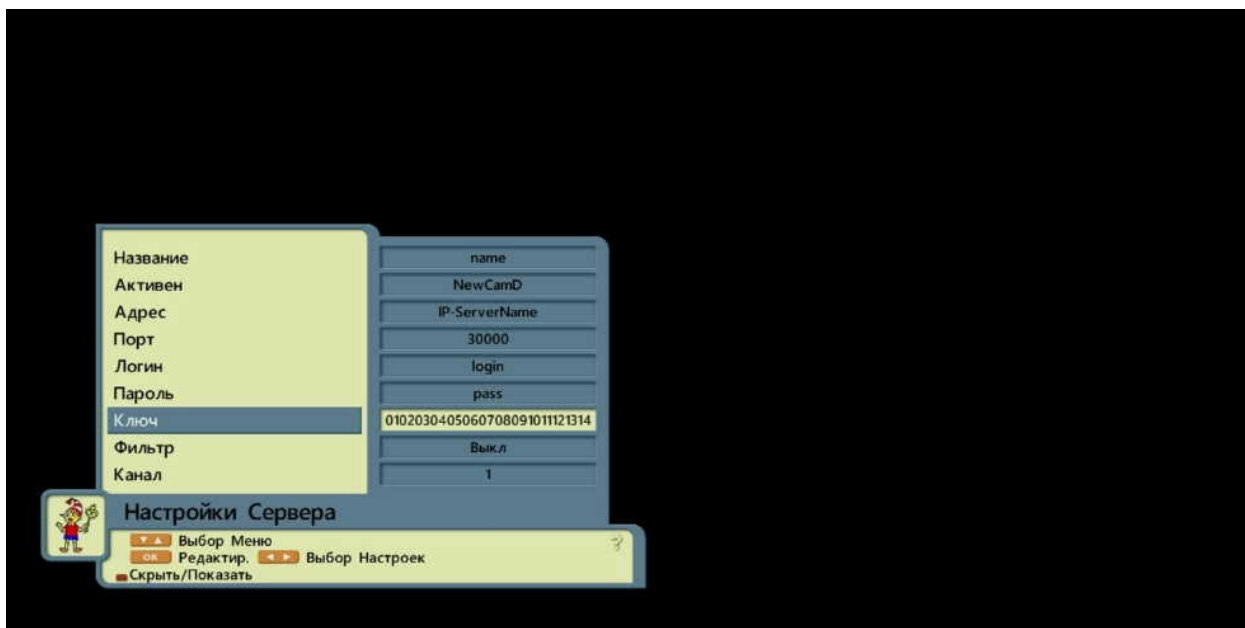 Название name
Активен NewCamD
Адрес IP-ServerName
Порт 30000
Логин login
Пароль pass
Ключ 0102030405060708091011121314
Фильтр Выкл
Канал 1
Настройки Сервера
Выбор Меню
OK Редактир. Выбор Настроек
Скрыть/Показать